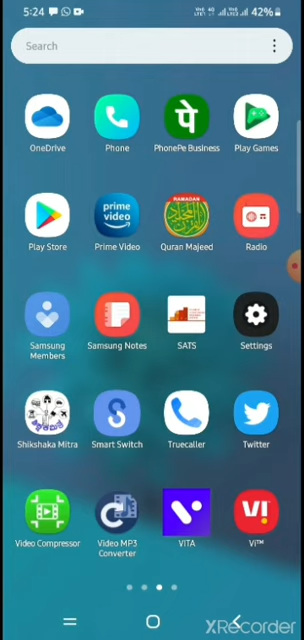 5:24
42%
Search
OneDrive
Phone
PhonePe Business
Play Games
पे
prime
video
RAMADAN
Play Store
Prime Video
Quran Majeed
Radio
Samsung
Members
Samsung Notes
SATS
Settings
Shikshaka Mitra
Smart Switch
Truecaller
Twitter
VI!
Video Compressor
Video MP3
Converter
VITA
Vi™
XRecorder